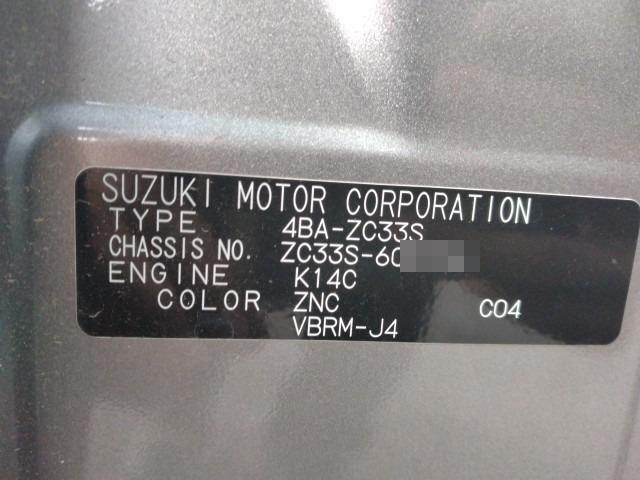 SUZUKI MOTOR CORPORATION
TYPE 4BA-ZC33S
CHASSIS NO. ZC33S-60
ENGINE K14C
COLOR ZNC C04
VBRM-J4